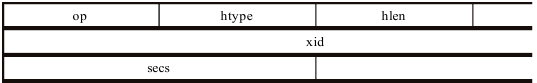 op htype hlen
xid
secs